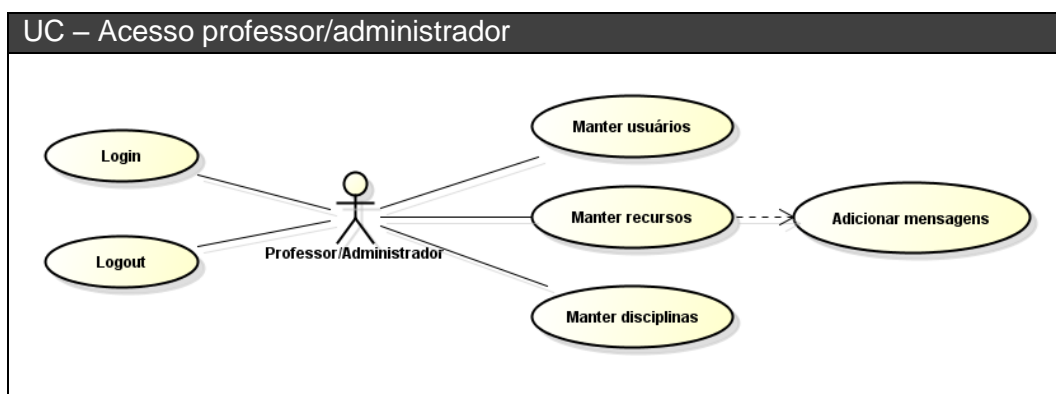 UC – Acesso professor/administrador
Manter usuários
Login
Manter recursos
Adicionar mensagens
Professor/Administrador
Logout
Manter disciplinas